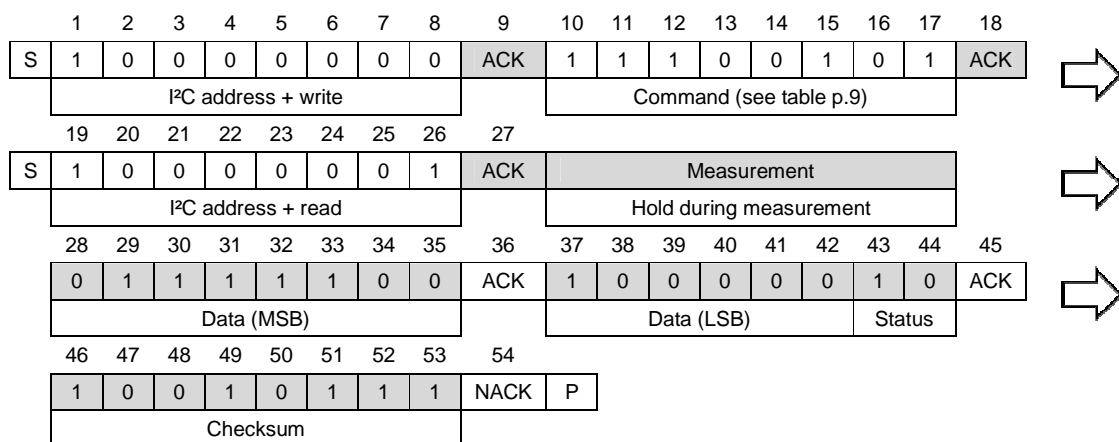 1 2 3 4 5 6 7 8 9 10 11 12 13 14 15 16 17 18
S 1 0 0 0 0 0 0 0 ACK 1 1 1 0 0 1 0 1 ACK
I²C address + write Command (see table p.9)
19 20 21 22 23 24 25 26 27
S 1 0 0 0 0 0 0 1 ACK Measurement
I²C address + read Hold during measurement
28 29 30 31 32 33 34 35 36 37 38 39 40 41 42 43 44 45
0 1 1 1 1 1 0 0 ACK 1 0 0 0 0 0 1 0 ACK
Data (MSB) Data (LSB) Status
46 47 48 49 50 51 52 53 54
1 0 0 1 0 1 1 1 NACK P
Checksum